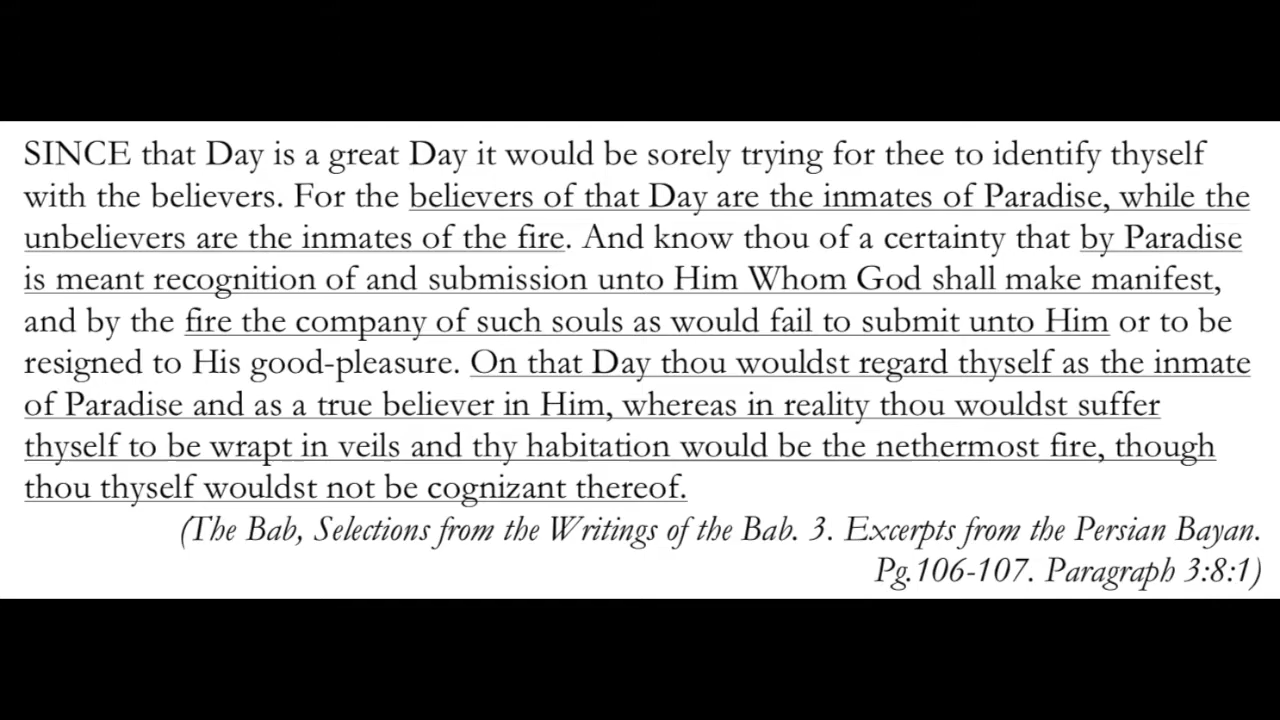 SINCE that Day is a great Day it would be sorely trying for thee to identify thyself
with the believers. For the believers of that Day are the inmates of Paradise, while the
unbelievers are the inmates of the fire. And know thou of a certainty that by Paradise
is meant recognition of and submission unto Him Whom God shall make manifest,
and by the fire the company of such souls as would fail to submit unto Him or to be
resigned to His good-pleasure. On that Day thou wouldst regard thyself as the inmate
of Paradise and as a true believer in Him, whereas in reality thou wouldst suffer
thyself to be wrapt in veils and thy habitation would be the nethermost fire, though
thou thyself wouldst not be cognizant thereof.
(The Bab, Selections from the Writings of the Bab. 3. Excerpts from the Persian Bayan.
Pg.106-107. Paragraph 3:8:1)